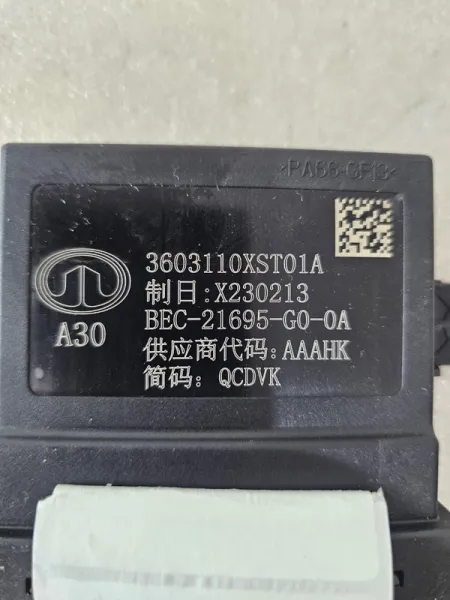 >PA66-GF13<
3603110XST01A
制日:X230213
BEC-21695-G0-0A
供应商代码:AAAHK
简码: QCDVK
A30